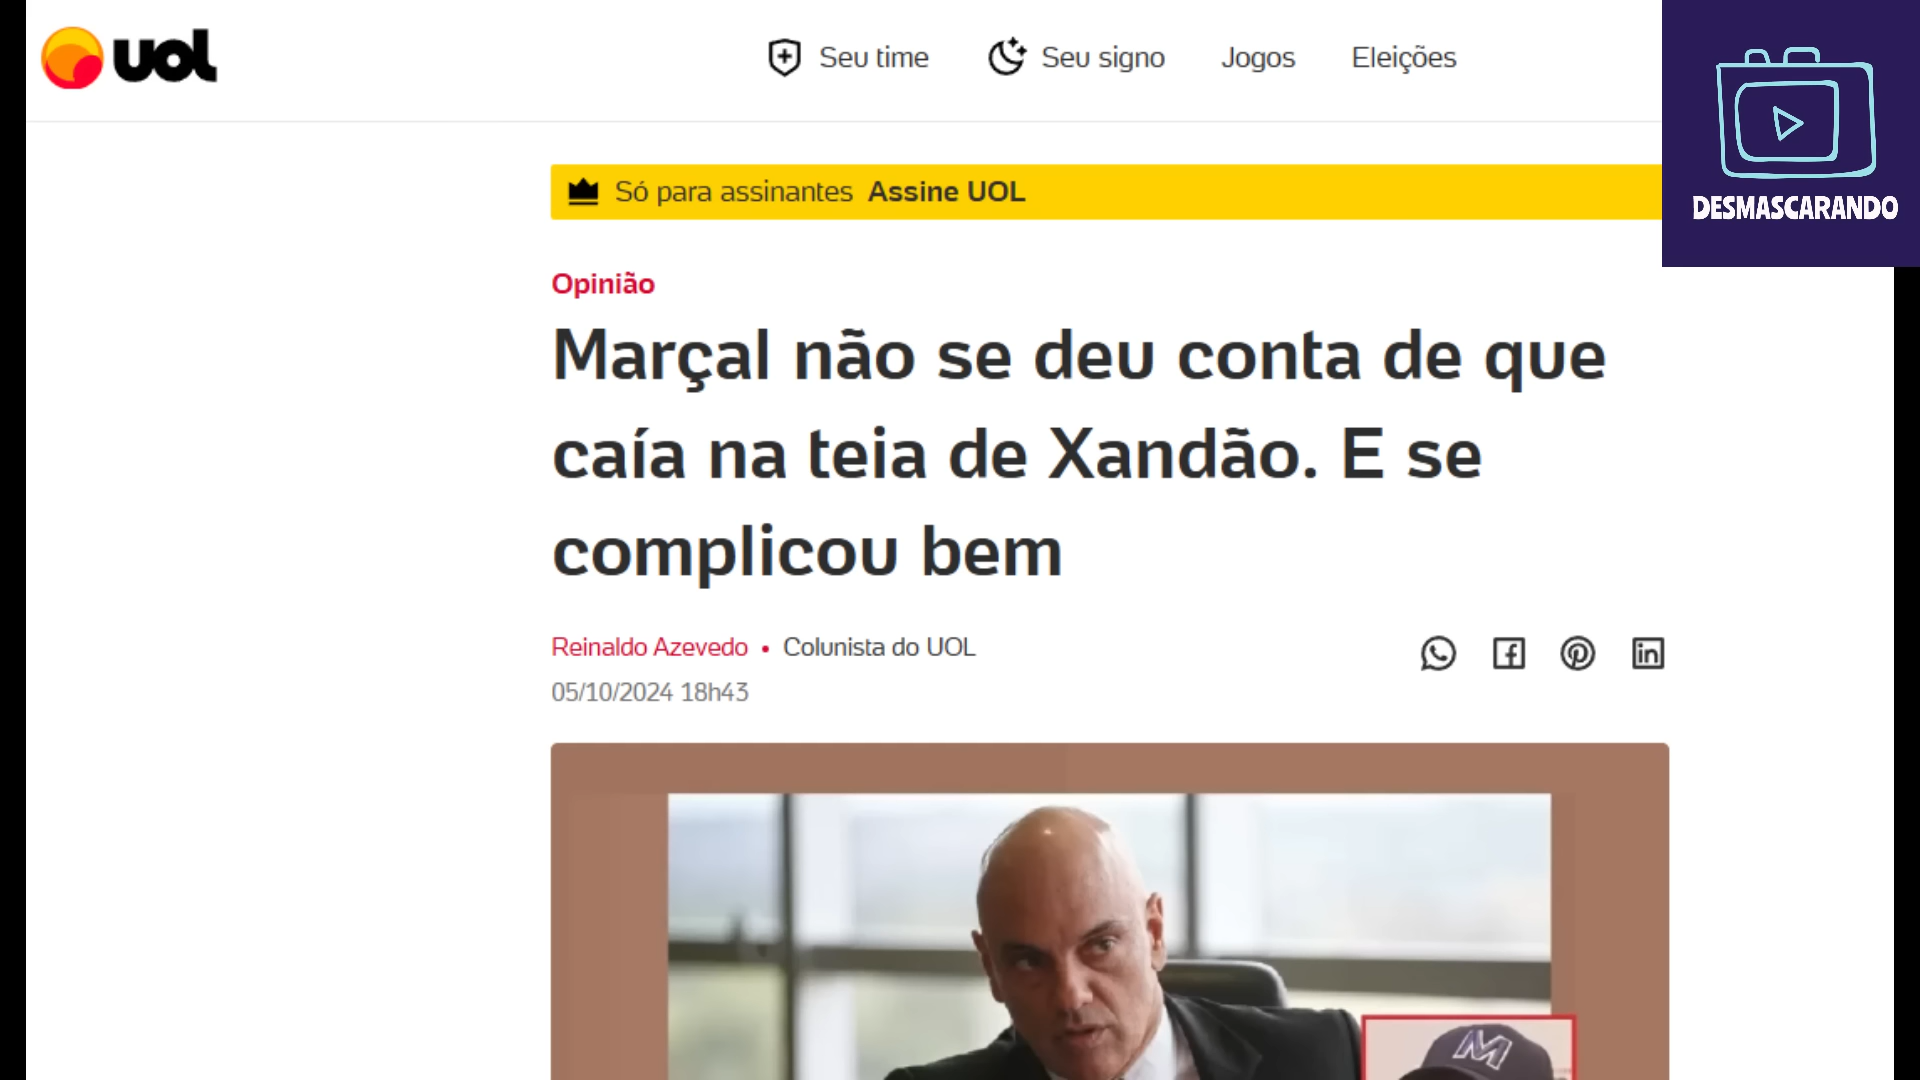 uol
Seu time
Seu signo
Jogos
Eleições
DESMASCARANDO
Só para assinantes Assine UOL
Opinião
Marçal não se deu conta de que
caía na teia de Xandão. E se
complicou bem
Reinaldo Azevedo • Colunista do UOL
05/10/2024 18h43
M